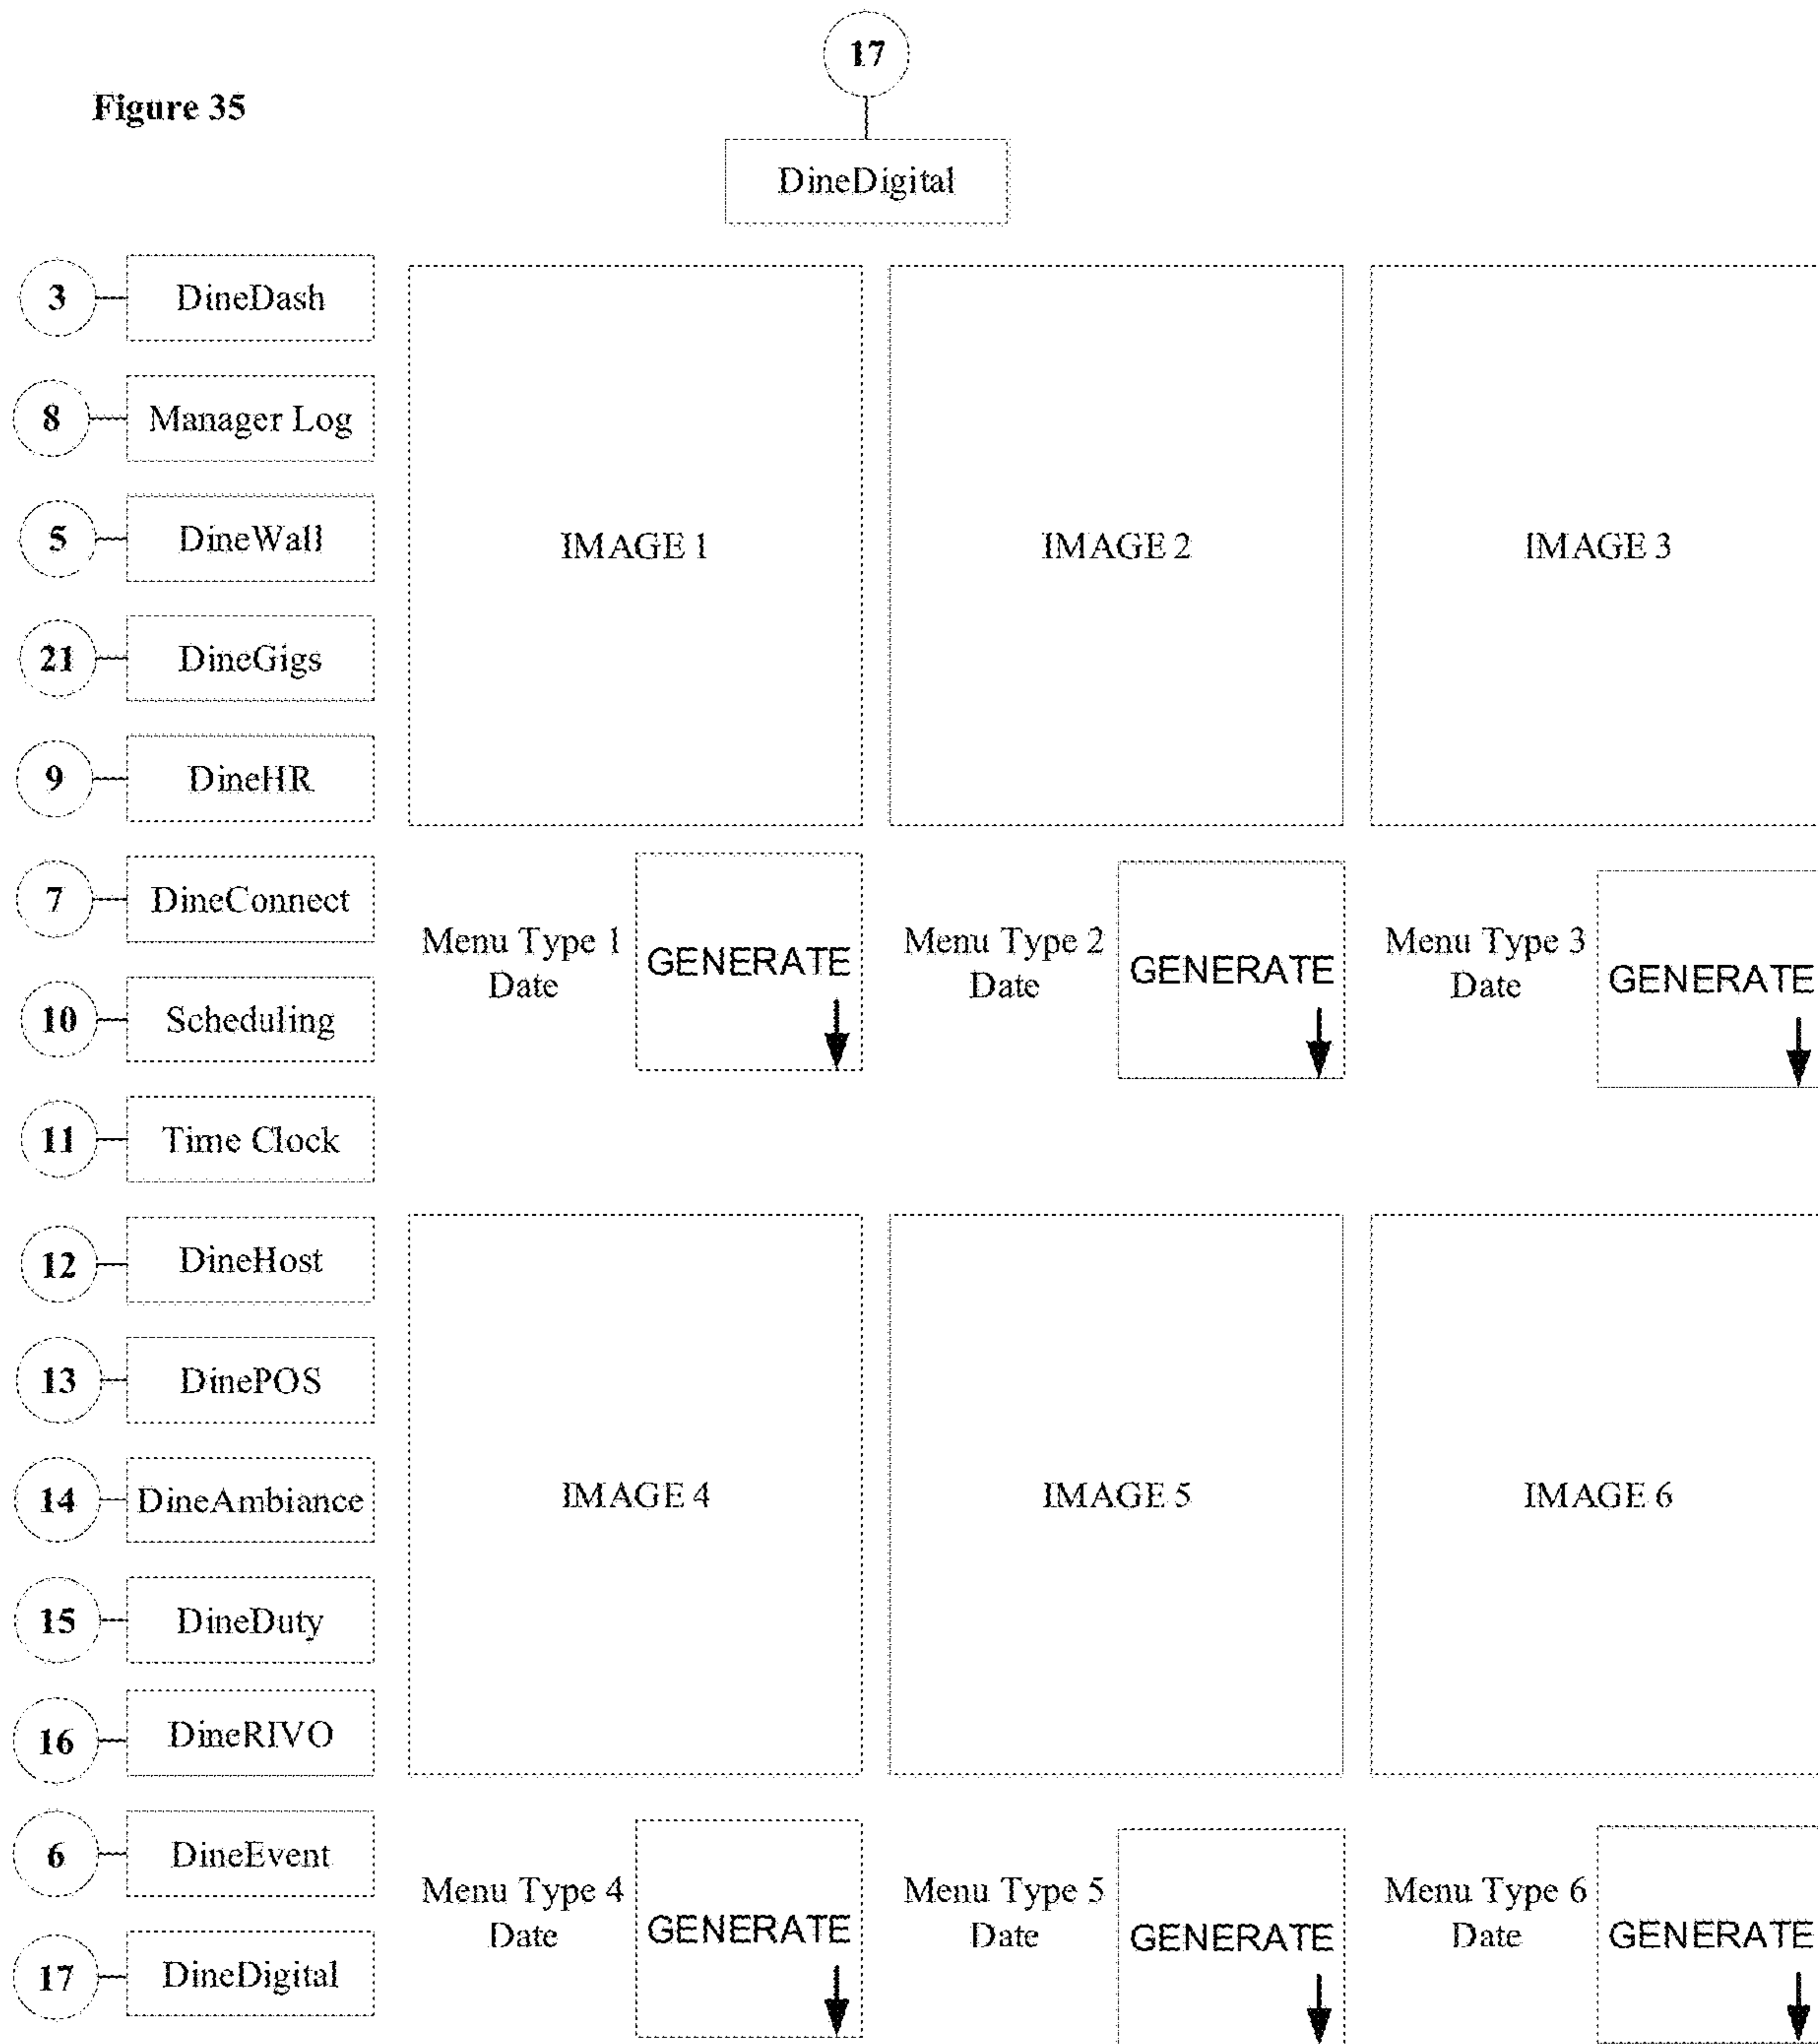 17
Figure 35
DineDigital
3 DineDash
8 Manager Log
5 DineWall
21 DineGigs
9 DineHR
7 DineConnect
10 Scheduling
11 Time Clock
12 DineHost
13 DinePOS
14 DineAmbiance
15 DineDuty
16 DineRIVO
6 DineEvent
17 DineDigital
IMAGE 1
IMAGE 2
IMAGE 3
Menu Type 1
Date
GENERATE
Menu Type 2
Date
GENERATE
Menu Type 3
Date
GENERATE
IMAGE 4
IMAGE 5
IMAGE 6
Menu Type 4
Date
GENERATE
Menu Type 5
Date
GENERATE
Menu Type 6
Date
GENERATE